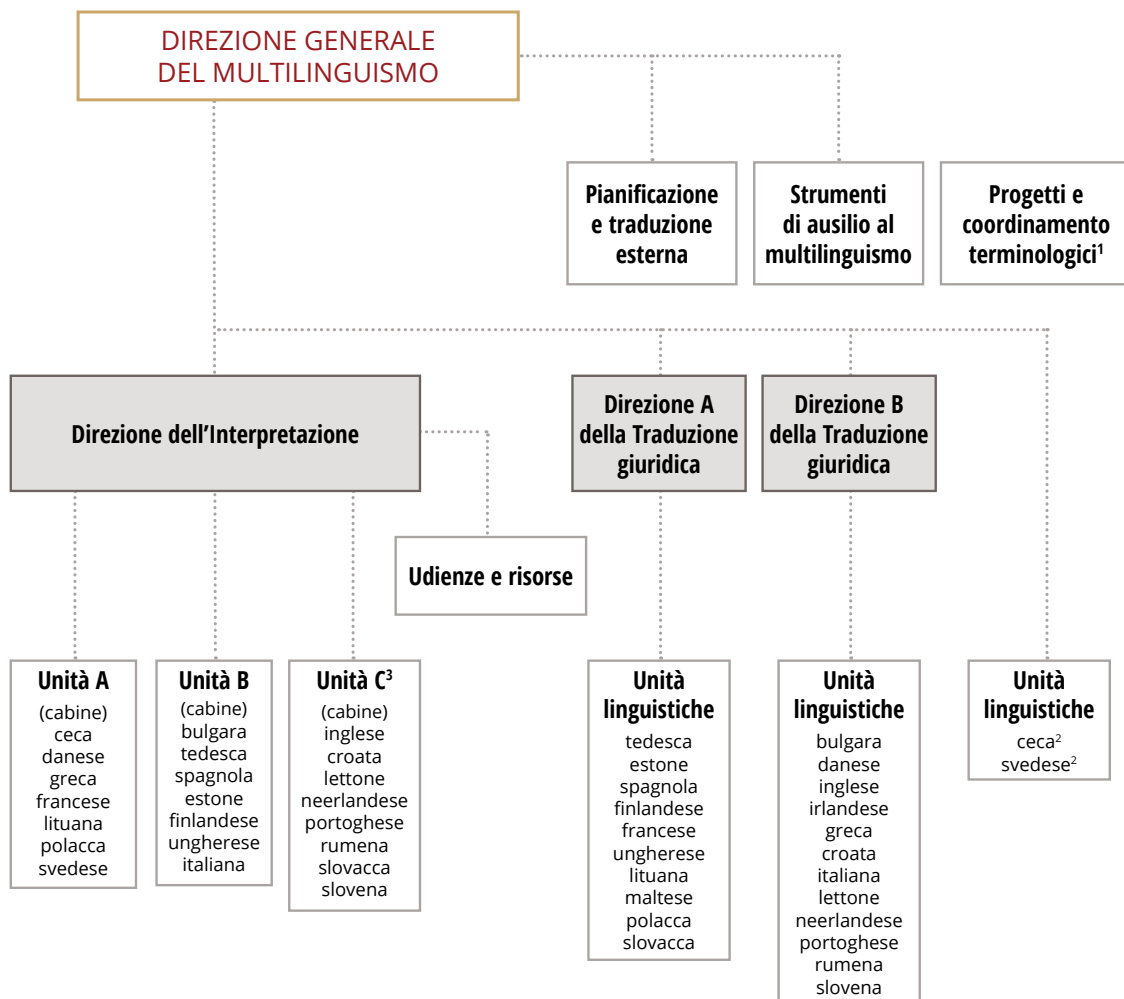 DIREZIONE GENERALE
DEL MULTILINGUISMO
Pianificazione
e traduzione
esterna
Strumenti
di ausilio al
multilinguismo
Progetti e
coordinamento
terminologici¹
Direzione dell’Interpretazione
Direzione A
della Traduzione
giuridica
Direzione B
della Traduzione
giuridica
Udienze e risorse
Unità A
(cabine)
ceca
danese
greca
francese
lituana
polacca
svedese
Unità B
(cabine)
bulgara
tedesca
spagnola
estone
finlandese
ungherese
italiana
Unità C³
(cabine)
inglese
croata
lettone
neerlandese
portoghese
rumena
slovacca
slovena
Unità
linguistiche
tedesca
estone
spagnola
finlandese
francese
ungherese
lituana
maltese
polacca
slovacca
Unità
linguistiche
bulgara
danese
inglese
irlandese
greca
croata
italiana
lettone
neerlandese
portoghese
rumena
slovena
Unità
linguistiche
ceca²
svedese²